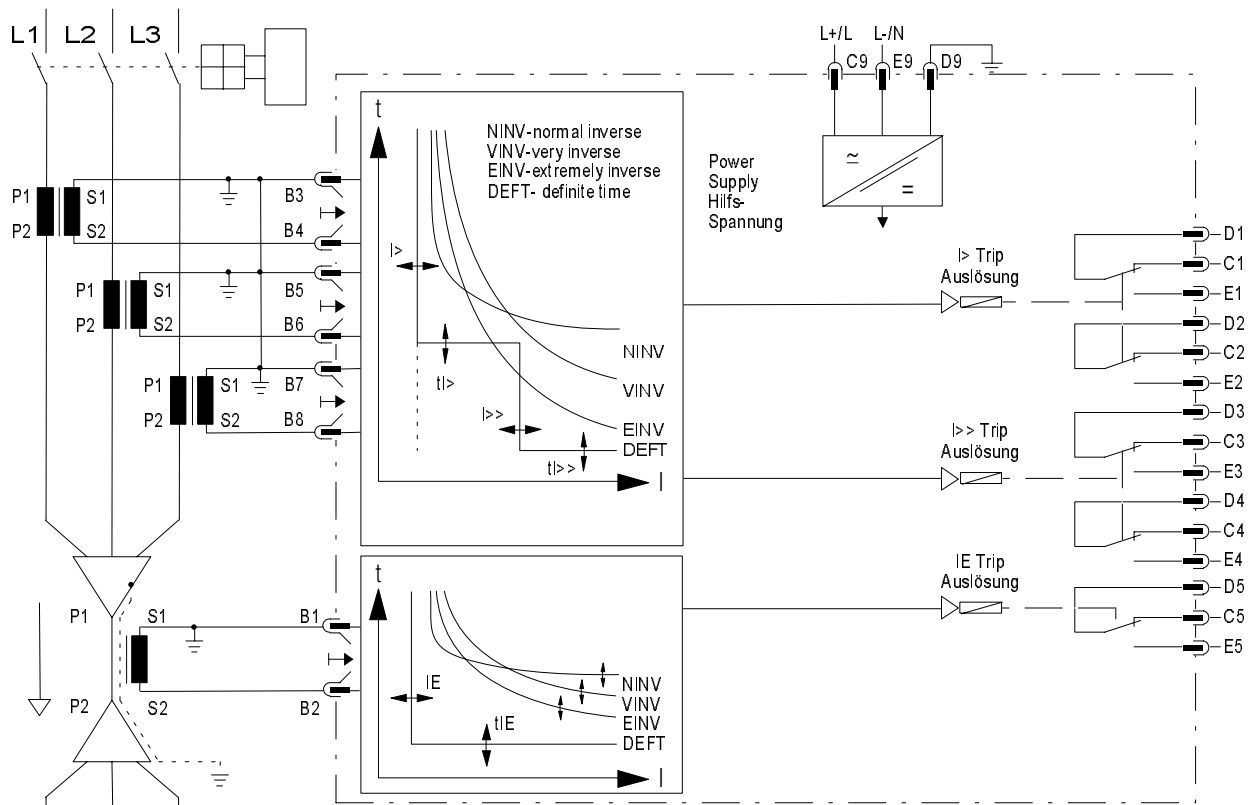 L1 L2 L3
L+/L L-/N
C9 E9 D9
t
NINV-normal inverse
VINV-very inverse
EINV-extremely inverse
DEFT- definite time
Power
Supply
Hilfs-
Spannung
≃
=
P1 S1
P2 S2
B3
B4
P1 S1
P2 S2
B5
B6
P1 S1
P2 S2
B7
B8
I>
tI>
I>>
tI>>
NINV
VINV
EINV
DEFT
I
I> Trip
Auslösung
I>> Trip
Auslösung
IE Trip
Auslösung
D1
C1
E1
D2
C2
E2
D3
C3
E3
D4
C4
E4
D5
C5
E5
P1 S1
P2 S2
B1
B2
t
IE
tIE
NINV
VINV
EINV
DEFT
I